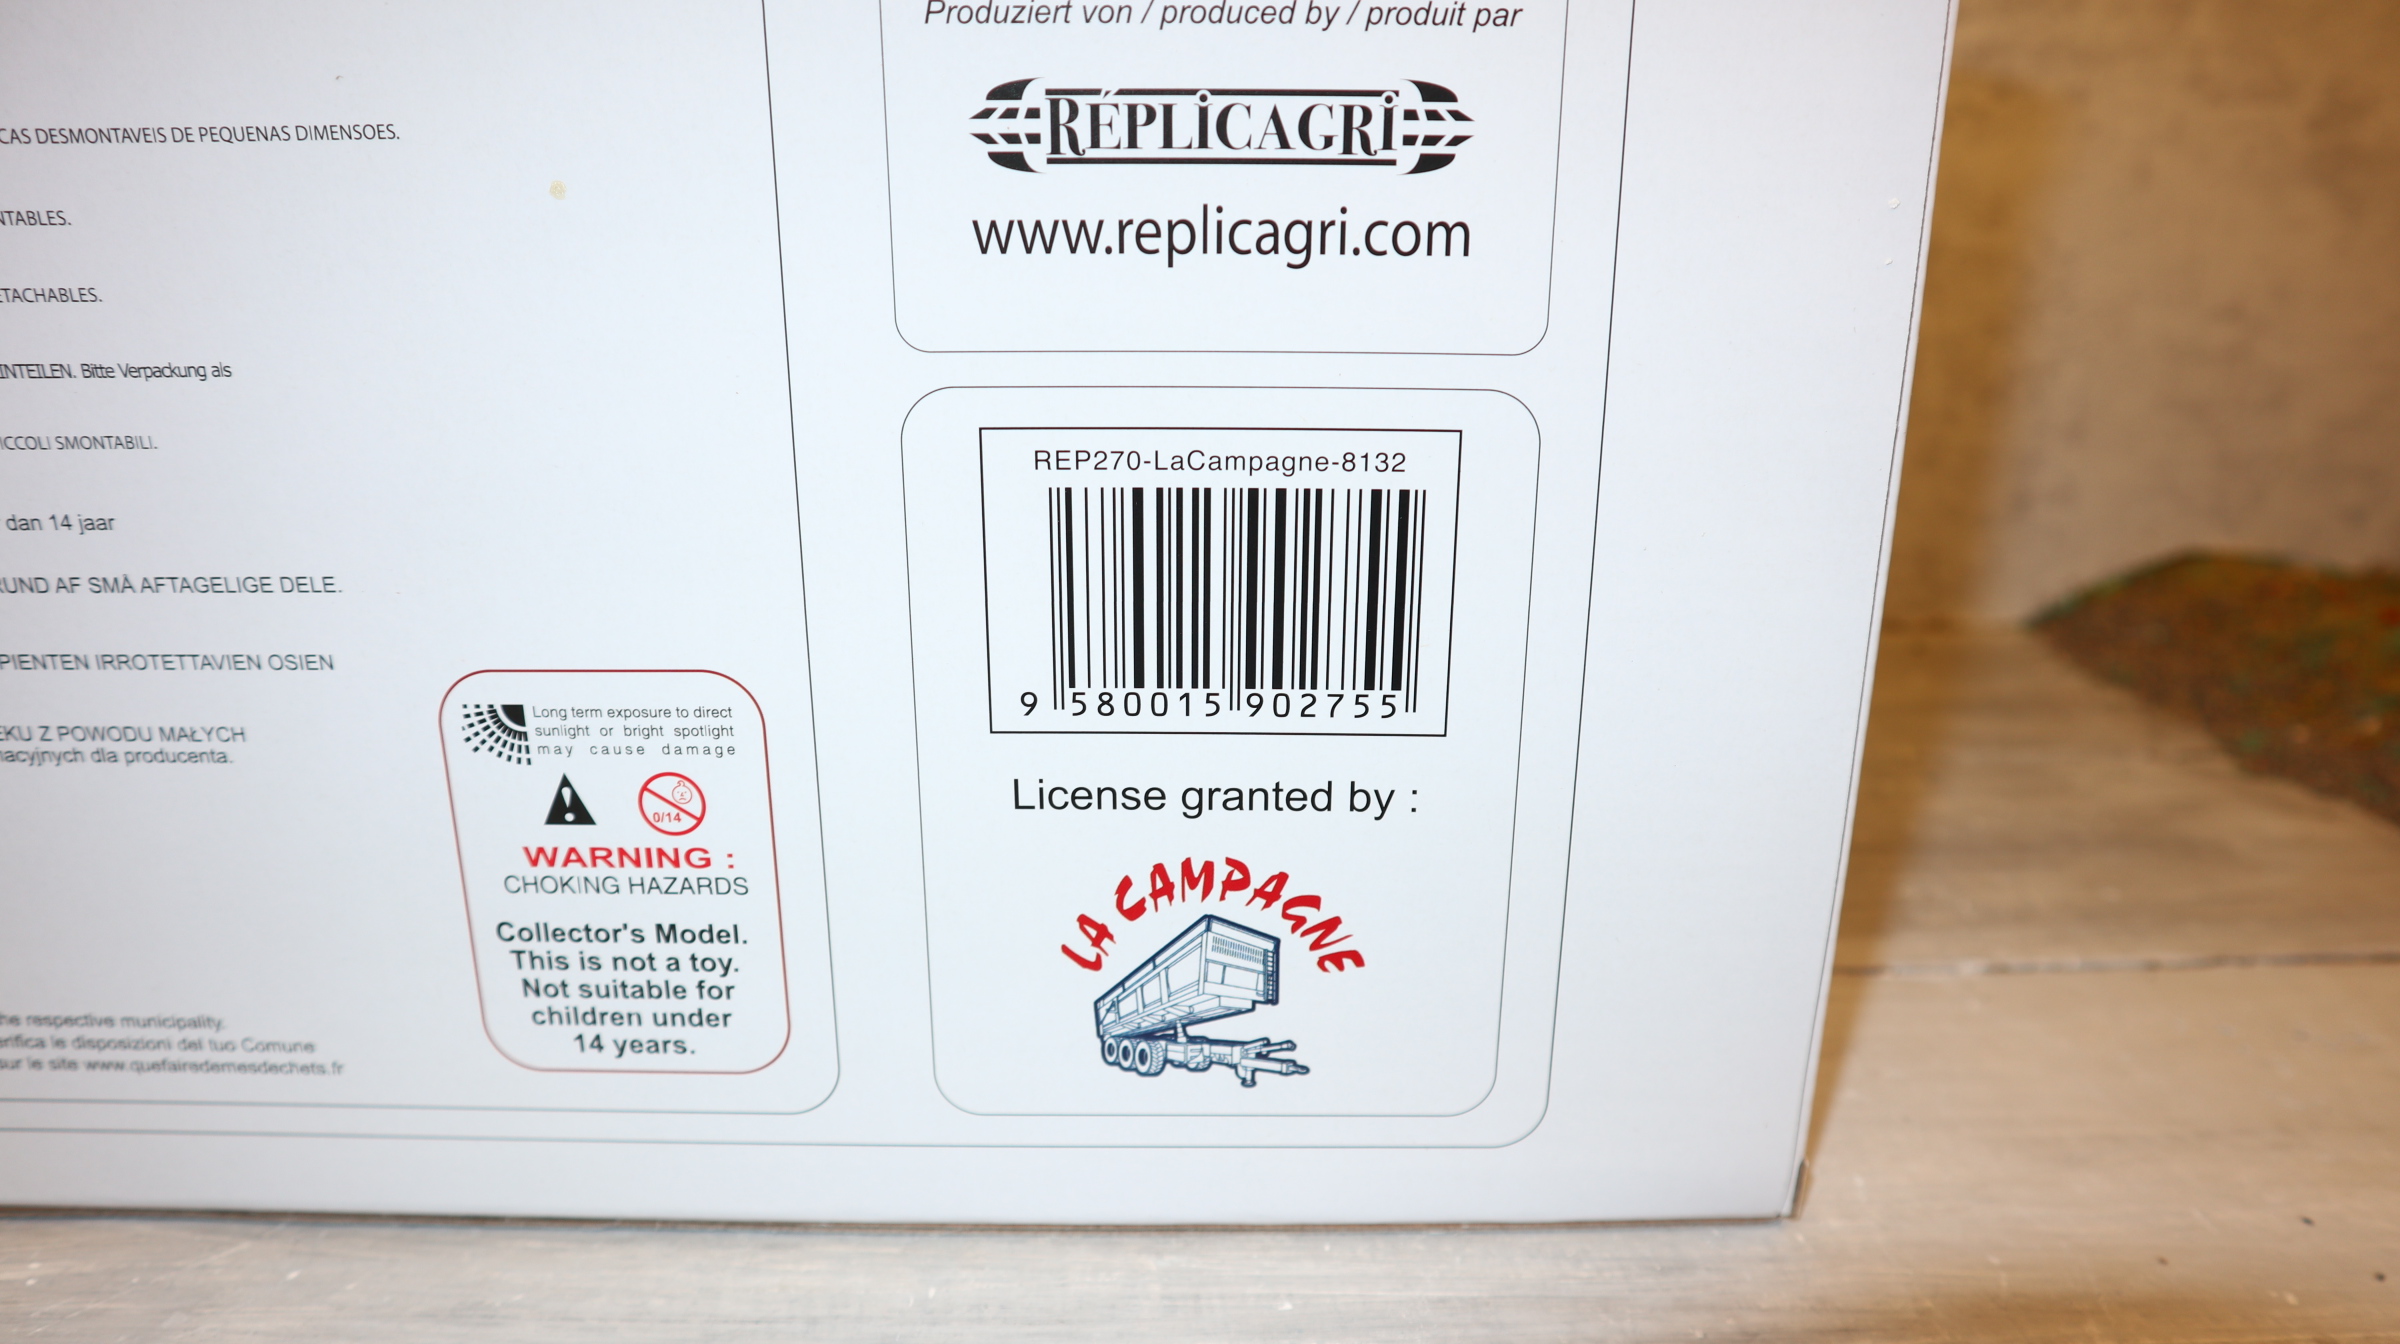 CAS DESMONTAVEIS DE PEQUENAS DIMENSOES.
NTABLES.
ETACHABLES.
INTEILEN. Bitte Verpackung als
ICCOLI SMONTABILI.
dan 14 jaar
RUND AF SMÅ AFTAGELIGE DELE.
PIENTEN IRROTETTAVIEN OSIEN
EKU Z POWODU MAŁYCH
nacyjnych dla producenta.
he respective municipality.
erifica le disposizioni del tuo Comune
sur le site www.quefairedemesdechets.fr
Long term exposure to direct
sunlight or bright spotlight
may cause damage
0/14
WARNING :
CHOKING HAZARDS
Collector's Model.
This is not a toy.
Not suitable for
children under
14 years.
Produziert von / produced by / produit par
RÉPLICAGRI
www.replicagri.com
REP270-LaCampagne-8132
9 580015 902755
License granted by :
LA CAMPAGNE